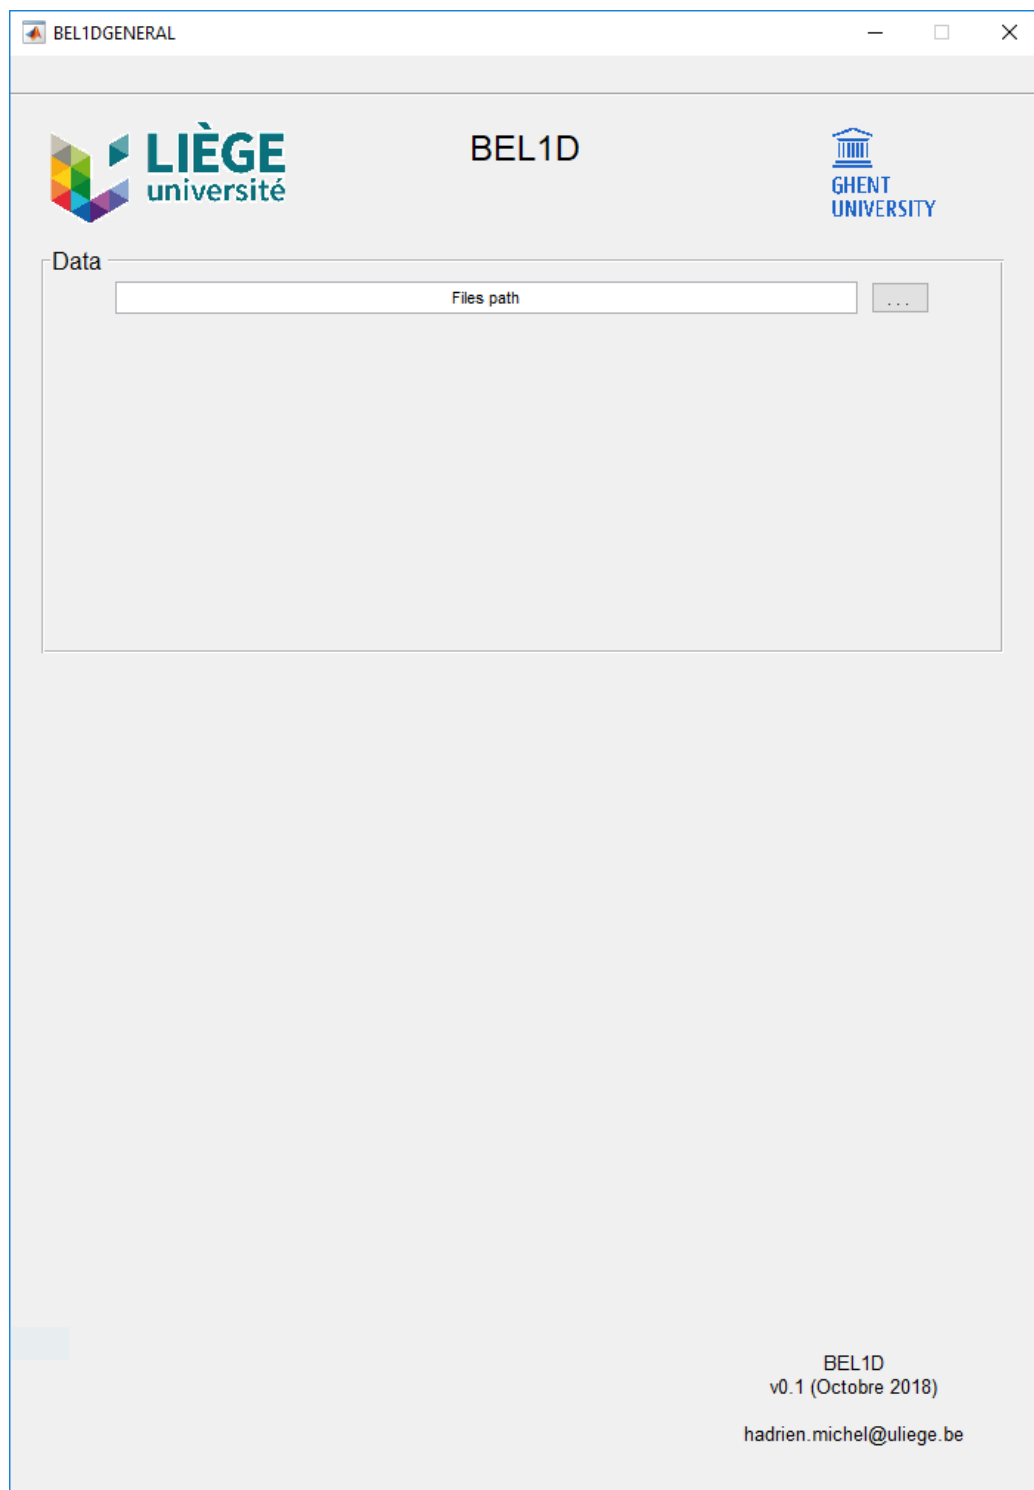 BEL1DGENERAL
LIÈGE
université
BEL1D
GHENT
UNIVERSITY
Data
Files path
...
BEL1D
v0.1 (Octobre 2018)
hadrien.michel@uliege.be